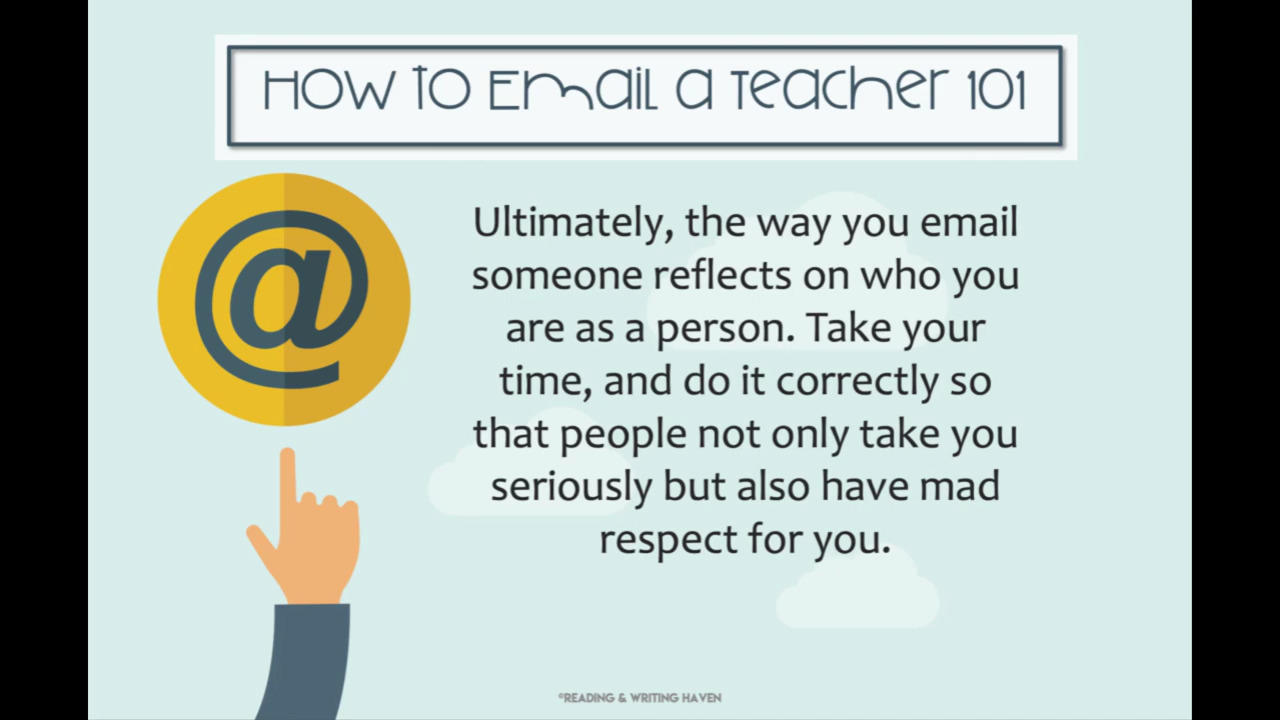 How to Email a Teacher 101
@
Ultimately, the way you email
someone reflects on who you
are as a person. Take your
time, and do it correctly so
that people not only take you
seriously but also have mad
respect for you.
©READING & WRITING HAVEN